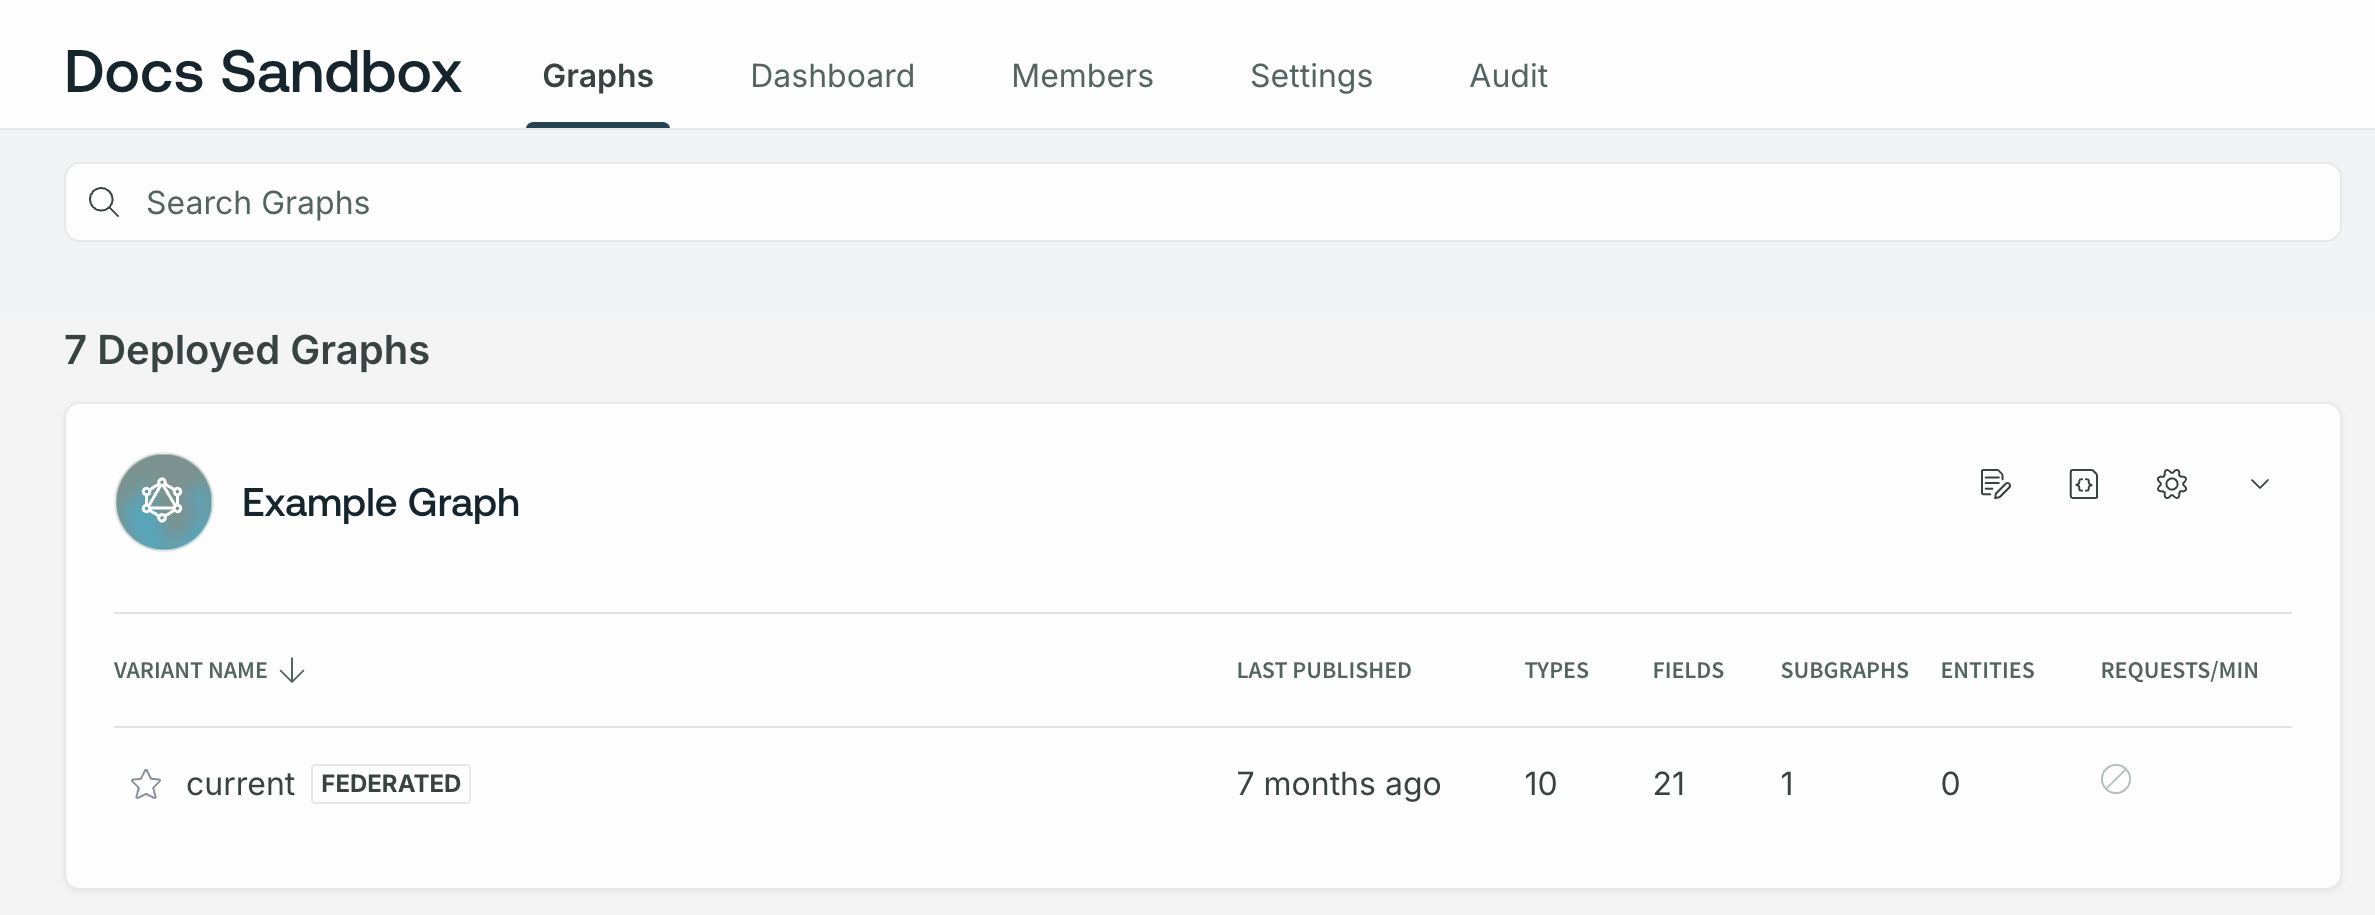 Docs Sandbox Graphs Dashboard Members Settings Audit
Search Graphs
7 Deployed Graphs
Example Graph
VARIANT NAME LAST PUBLISHED TYPES FIELDS SUBGRAPHS ENTITIES REQUESTS/MIN
current FEDERATED 7 months ago 10 21 1 0